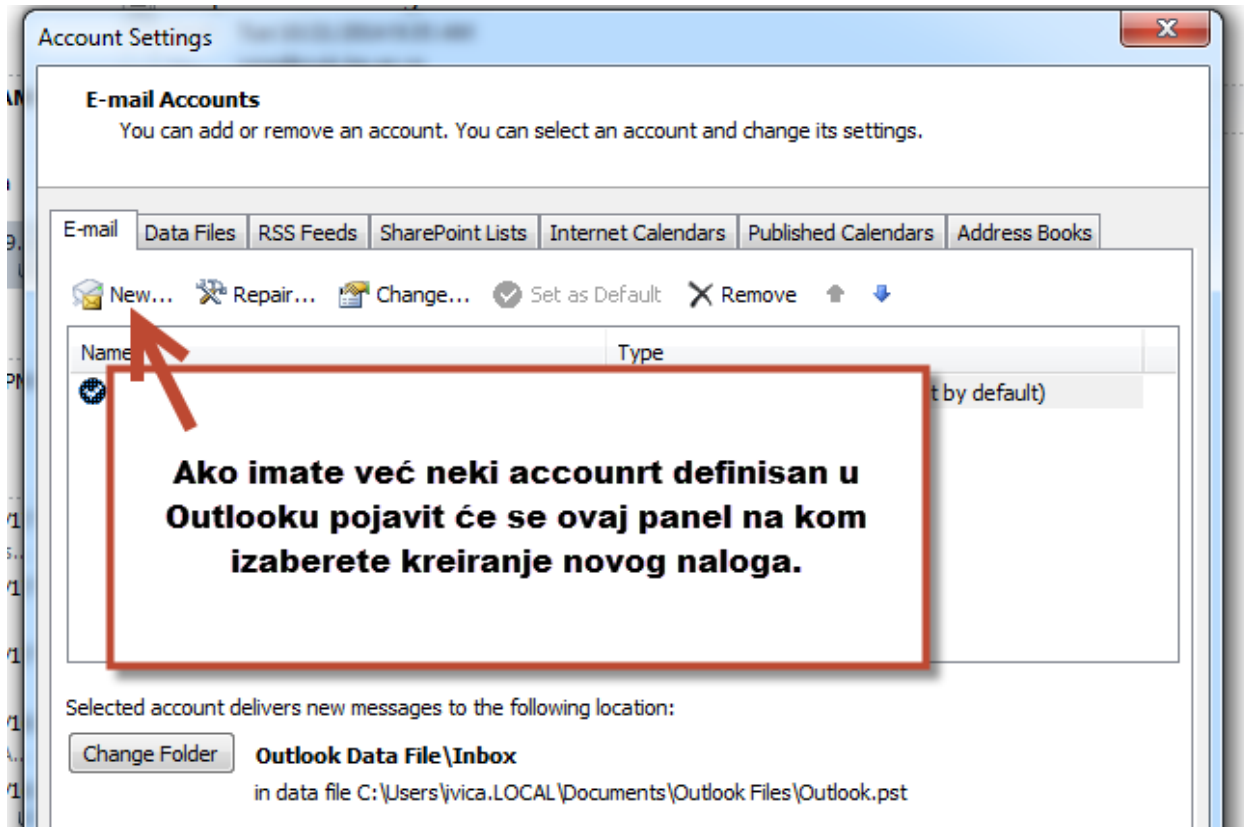 Account Settings
E-mail Accounts
You can add or remove an account. You can select an account and change its settings.
E-mail Data Files RSS Feeds SharePoint Lists Internet Calendars Published Calendars Address Books
New... Repair... Change... Set as Default Remove
Name Type
t by default)
Ako imate već neki accounrt definisan u
Outlooku pojavit će se ovaj panel na kom
izaberete kreiranje novog naloga.
Selected account delivers new messages to the following location:
Change Folder Outlook Data File\Inbox
in data file C:\Users\ivica.LOCAL\Documents\Outlook Files\Outlook.pst